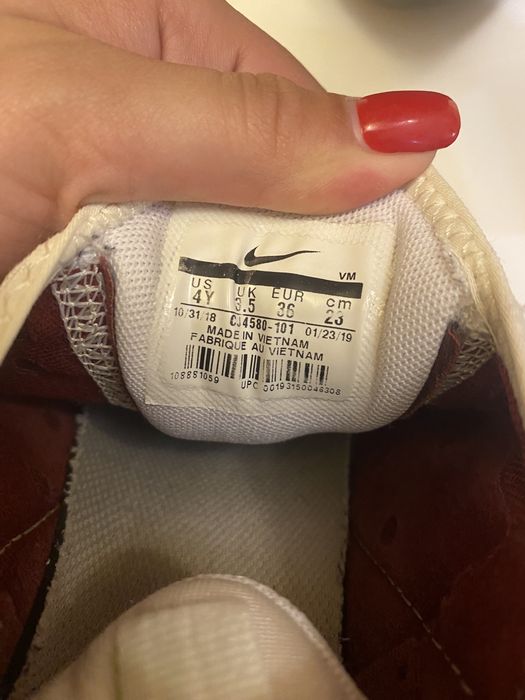 VM
US UK EUR cm
4Y 3.5 36 23
10/31/18 CJ4580-101 01/23/19
MADE IN VIETNAM
FABRIQUE AU VIETNAM
108851059 UPC 00193150046308